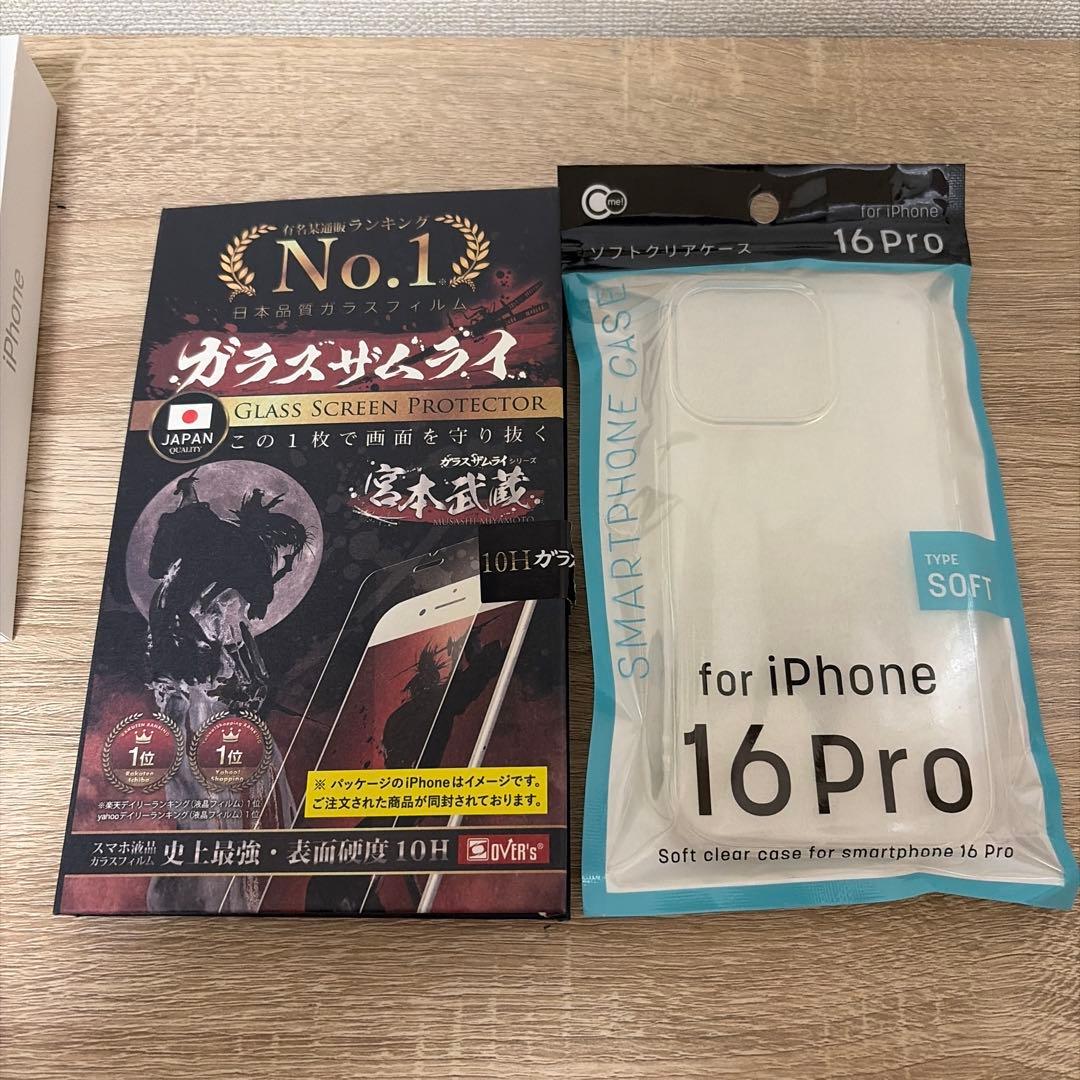 iPhone
有名某通販ランキング
No.1※
日本品質ガラスフィルム
ガラスザムライ
JAPAN
QUALITY
GLASS SCREEN PROTECTOR
この1枚で画面を守り抜く
ガラスザムライシリーズ
宮本武蔵
MUSASHI MIYAMOTO
10Hガラ
1位
Rakuten
Ichiba
1位
Yahoo!
Shopping
※ パッケージのiPhoneはイメージです。
ご注文された商品が同封されております。
※楽天デイリーランキング(液晶フィルム)1位
yahooデイリーランキング(液晶フィルム)1位
スマホ液晶
ガラスフィルム
史上最強・表面硬度10H
OVER's®
me!
for iPhone
ソフトクリアケース
16 Pro
SMARTPHONE CASE
TYPE
SOFT
for iPhone
16 Pro
Soft clear case for smartphone 16 Pro